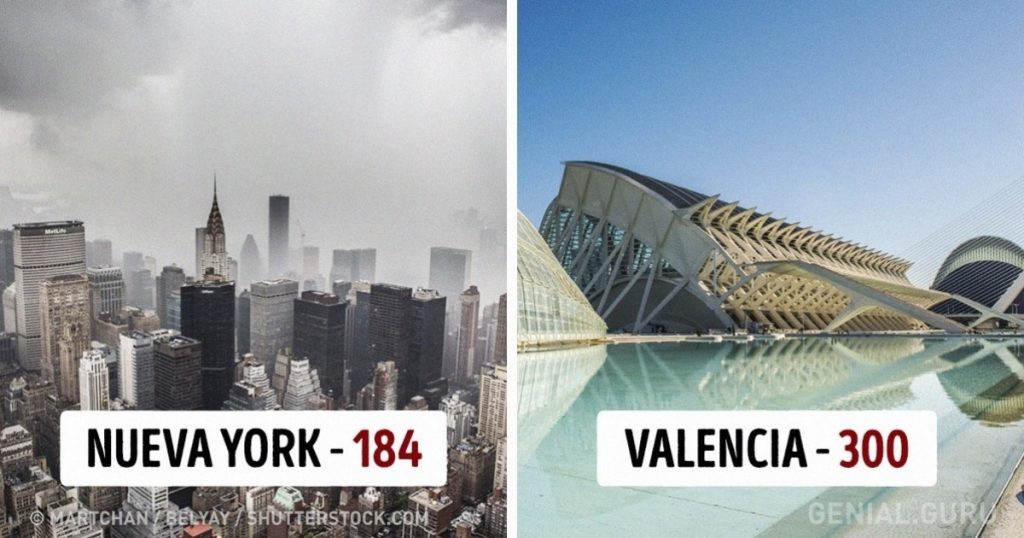 MetLife
NUEVA YORK - 184
VALENCIA - 300
© MARTCHAN / BELYAY / SHUTTERSTOCK.COM
GENIAL.GURU